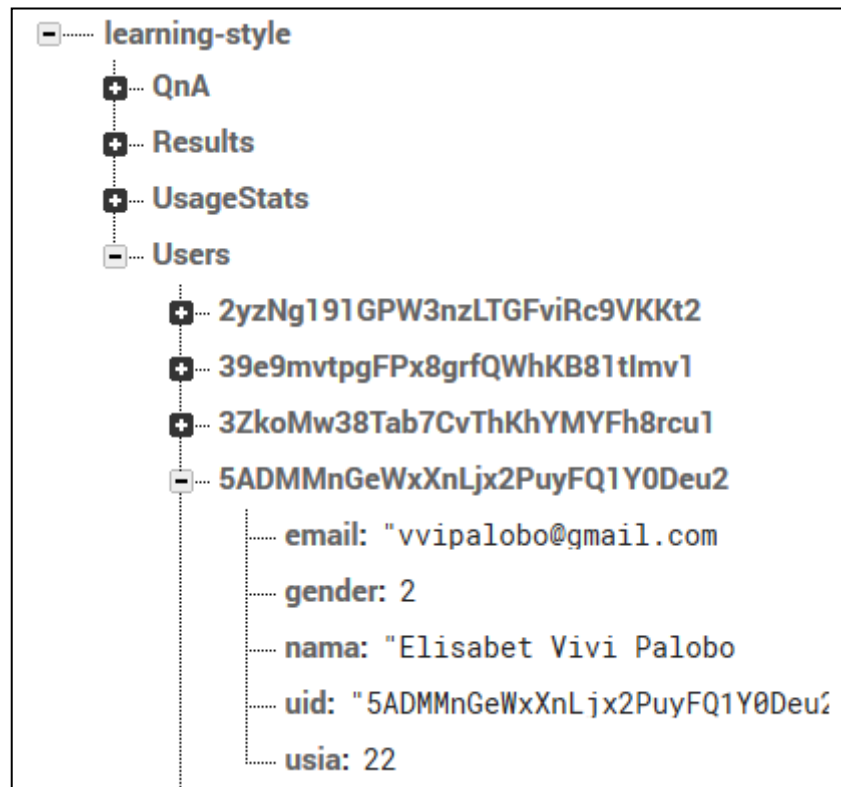 learning-style
QnA
Results
UsageStats
Users
2yzNg191GPW3nzLTGFviRc9VKKt2
39e9mvtpgFPx8grfQWhKB81tImv1
3ZkoMw38Tab7CvThKhYMYFh8rcu1
5ADMMnGeWxXnLjx2PuyFQ1Y0Deu2
email: "vvipalobo@gmail.com
gender: 2
nama: "Elisabet Vivi Palobo
uid: "5ADMMnGeWxXnLjx2PuyFQ1Y0Deu2
usia: 22